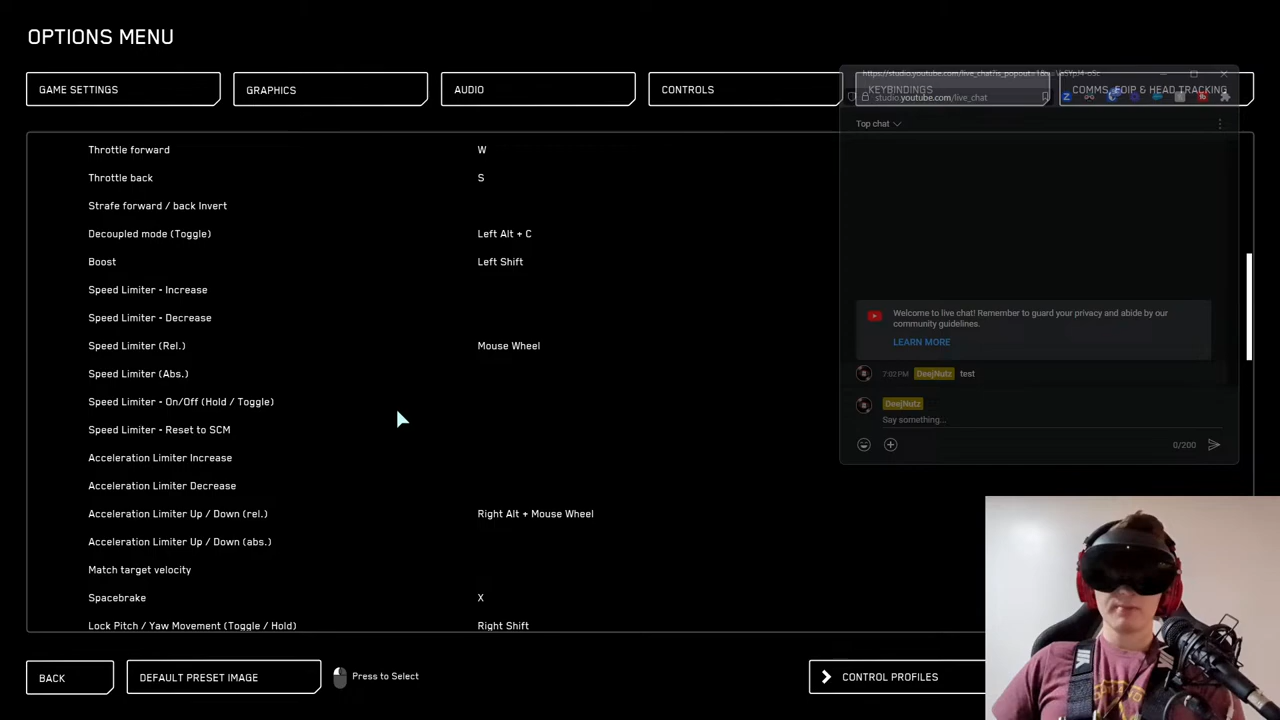 OPTIONS MENU
GAME SETTINGS
GRAPHICS
AUDIO
CONTROLS
KEYBINDINGS
COMMS, FOIP & HEAD TRACKING
studio.youtube.com/live_chat
Top chat
Welcome to live chat! Remember to guard your privacy and abide by our
community guidelines.
LEARN MORE
7:02 PM DeejNutz test
DeejNutz
Say something...
0/200
Throttle forward W
Throttle back S
Strafe forward / back Invert
Decoupled mode (Toggle) Left Alt + C
Boost Left Shift
Speed Limiter - Increase
Speed Limiter - Decrease
Speed Limiter (Rel.) Mouse Wheel
Speed Limiter (Abs.)
Speed Limiter - On/Off (Hold / Toggle)
Speed Limiter - Reset to SCM
Acceleration Limiter Increase
Acceleration Limiter Decrease
Acceleration Limiter Up / Down (rel.) Right Alt + Mouse Wheel
Acceleration Limiter Up / Down (abs.)
Match target velocity
Spacebrake X
Lock Pitch / Yaw Movement (Toggle / Hold) Right Shift
BACK
DEFAULT PRESET IMAGE
Press to Select
CONTROL PROFILES